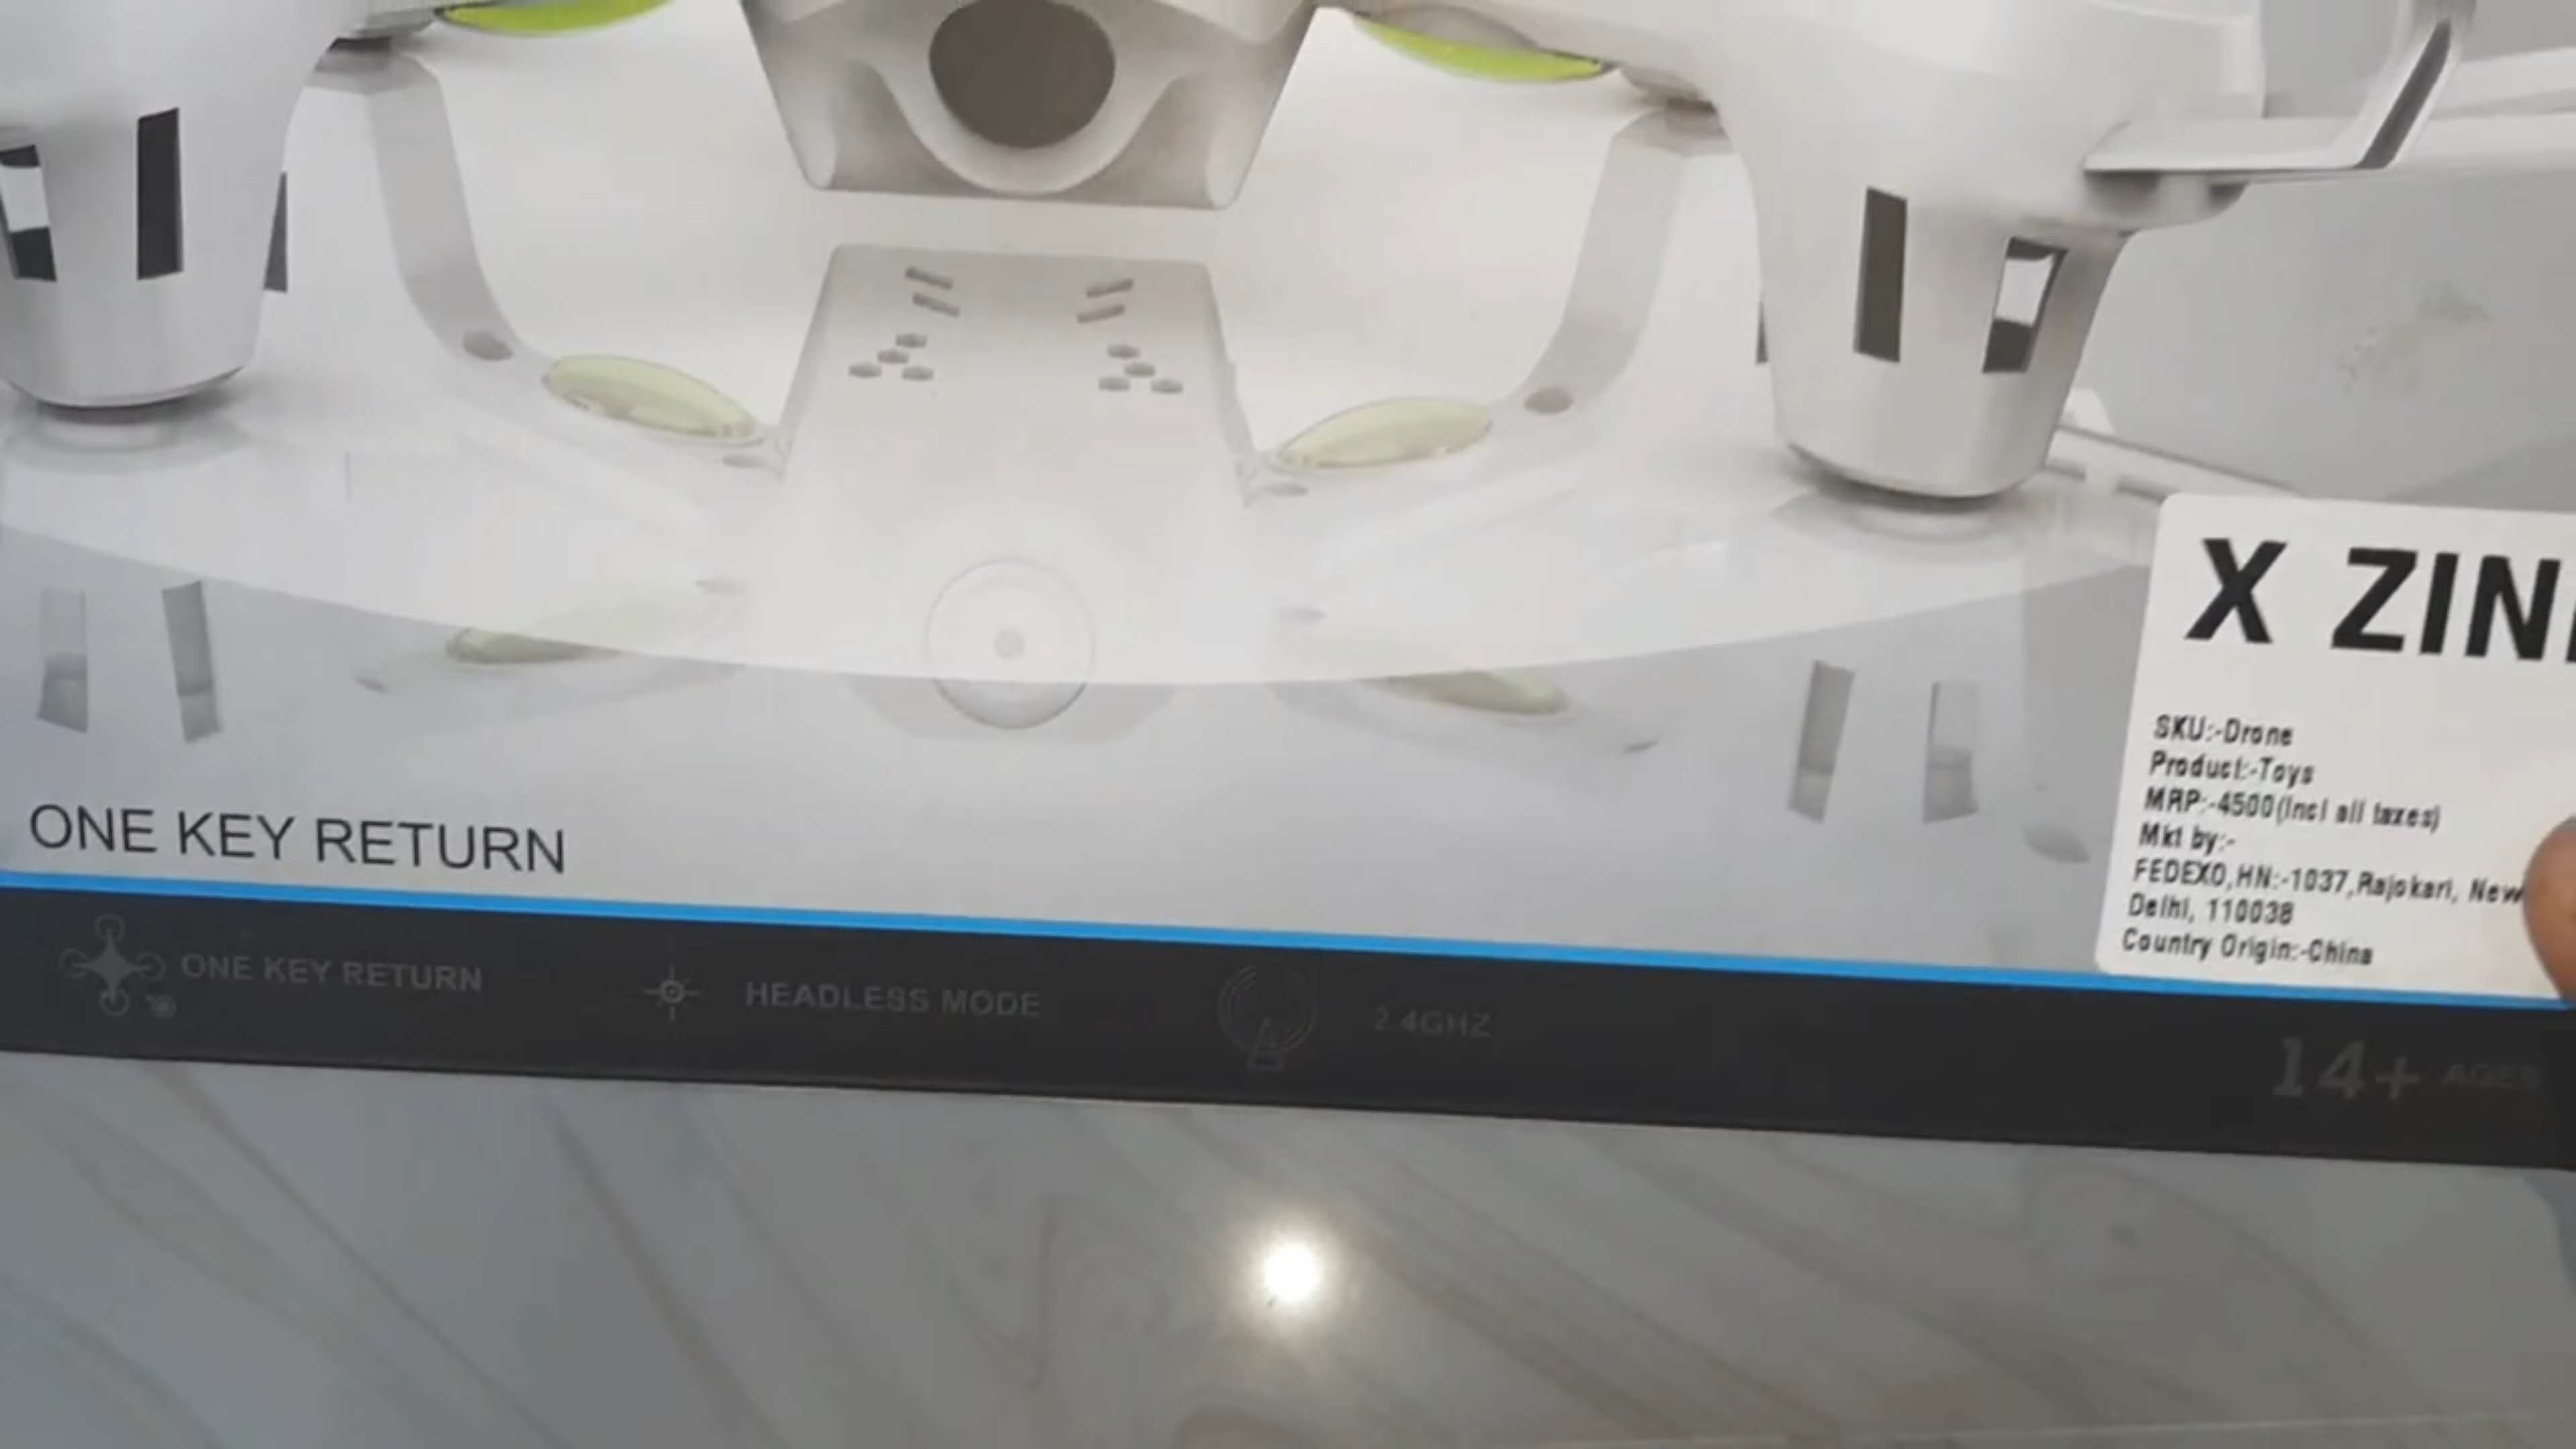 X ZIN
SKU:-Drone
Product:-Toys
MRP:-4500(Incl all taxes)
Mkt by:-
FEDEXO,HN:-1037,Rajokari, New
Delhi, 110038
Country Origin:-China
ONE KEY RETURN
ONE KEY RETURN
HEADLESS MODE
2.4GHZ
14+ AGES